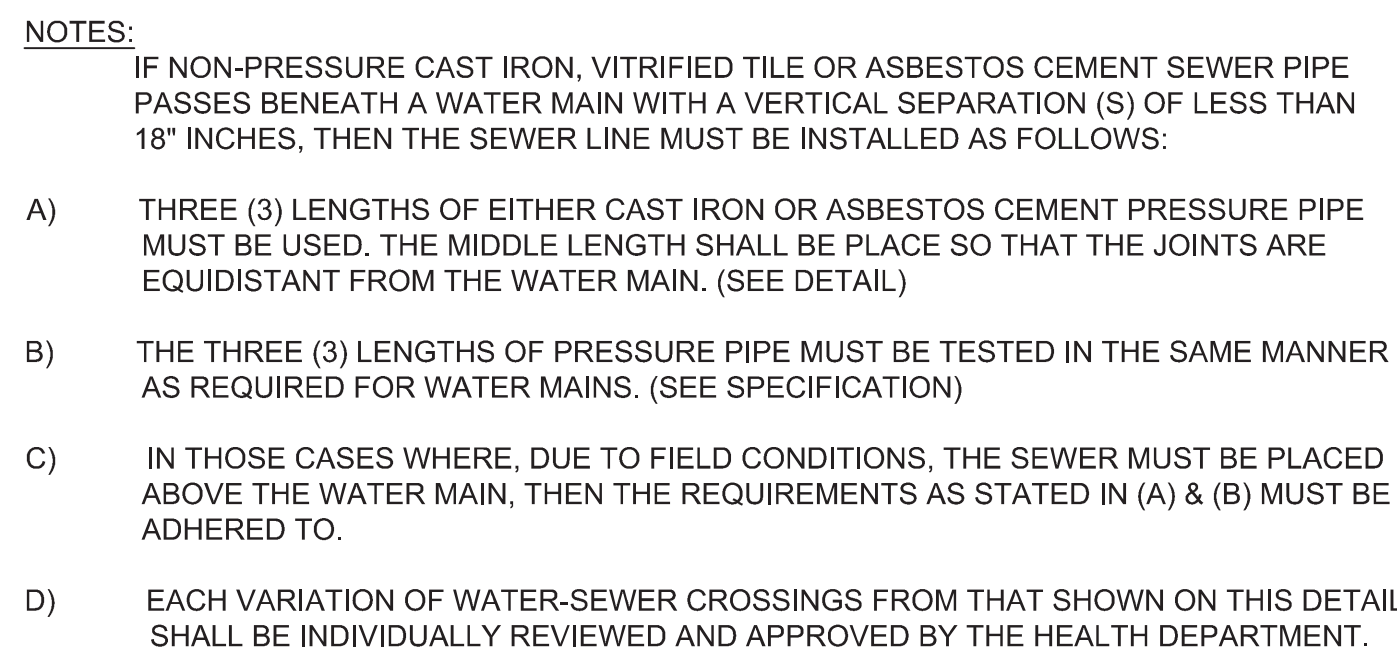 NOTES:
IF NON-PRESSURE CAST IRON, VITRIFIED TILE OR ASBESTOS CEMENT SEWER PIPE
PASSES BENEATH A WATER MAIN WITH A VERTICAL SEPARATION (S) OF LESS THAN
18" INCHES, THEN THE SEWER LINE MUST BE INSTALLED AS FOLLOWS:
A) THREE (3) LENGTHS OF EITHER CAST IRON OR ASBESTOS CEMENT PRESSURE PIPE
MUST BE USED. THE MIDDLE LENGTH SHALL BE PLACE SO THAT THE JOINTS ARE
EQUIDISTANT FROM THE WATER MAIN. (SEE DETAIL)
B) THE THREE (3) LENGTHS OF PRESSURE PIPE MUST BE TESTED IN THE SAME MANNER
AS REQUIRED FOR WATER MAINS. (SEE SPECIFICATION)
C) IN THOSE CASES WHERE, DUE TO FIELD CONDITIONS, THE SEWER MUST BE PLACED
ABOVE THE WATER MAIN, THEN THE REQUIREMENTS AS STATED IN (A) & (B) MUST BE
ADHERED TO.
D) EACH VARIATION OF WATER-SEWER CROSSINGS FROM THAT SHOWN ON THIS DETAIL
SHALL BE INDIVIDUALLY REVIEWED AND APPROVED BY THE HEALTH DEPARTMENT.